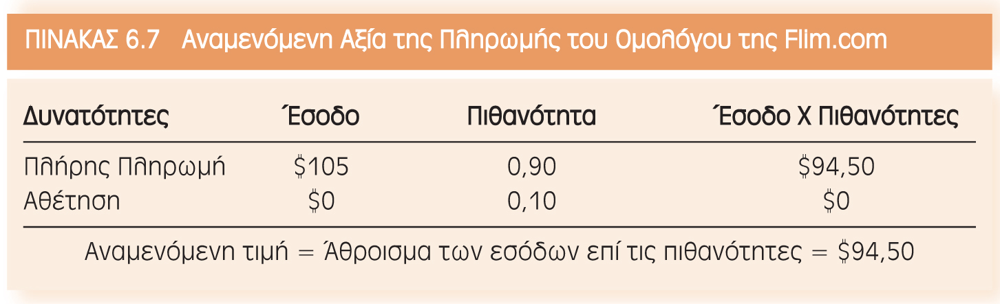 ΠΙΝΑΚΑΣ 6.7 Αναμενόμενη Αξία της Πληρωμής του Ομολόγου της Flim.com
Δυνατότητες Έσοδο Πιθανότητα Έσοδο Χ Πιθανότητες
Πλήρης Πληρωμή $105 0,90 $94,50
Αθέτηση $0 0,10 $0
Αναμενόμενη τιμή = Άθροισμα των εσόδων επί τις πιθανότητες = $94,50